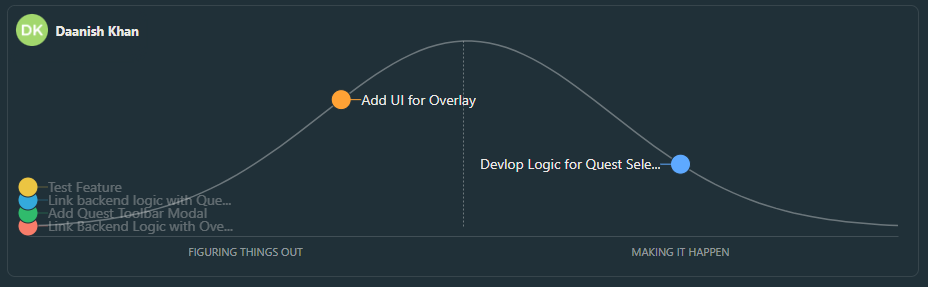 DK
Daanish Khan
Add UI for Overlay
Devlop Logic for Quest Sele...
Test Feature
Link backend logic with Que...
Add Quest Toolbar Modal
Link Backend Logic with Ove...
FIGURING THINGS OUT
MAKING IT HAPPEN